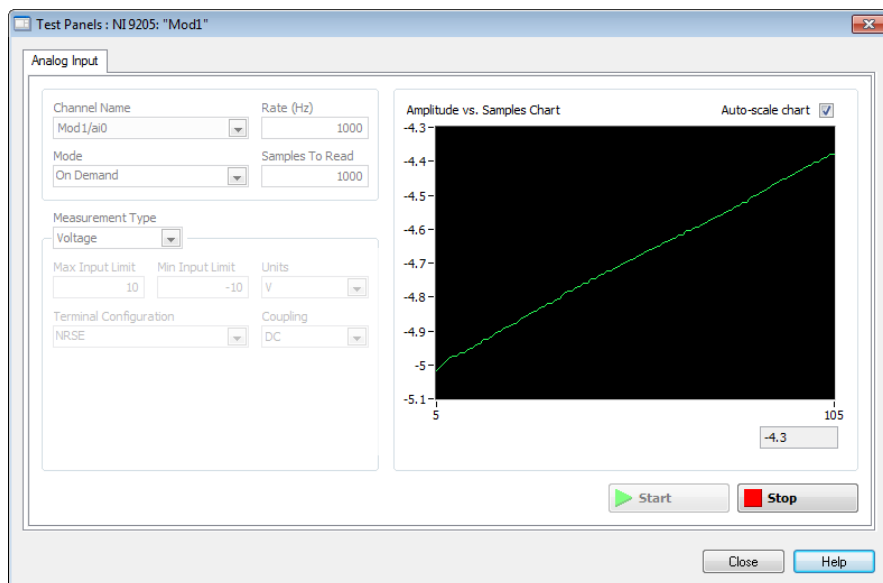 Test Panels : NI 9205: "Mod1"
Analog Input
Channel Name
Rate (Hz)
Mod1/ai0
1000
Mode
Samples To Read
On Demand
1000
Measurement Type
Voltage
Max Input Limit
Min Input Limit
Units
10
-10
V
Terminal Configuration
Coupling
NRSE
DC
Amplitude vs. Samples Chart
Auto-scale chart
-4.3
-4.4
-4.5
-4.6
-4.7
-4.8
-4.9
-5
-5.1
5
105
-4.3
Start
Stop
Close
Help